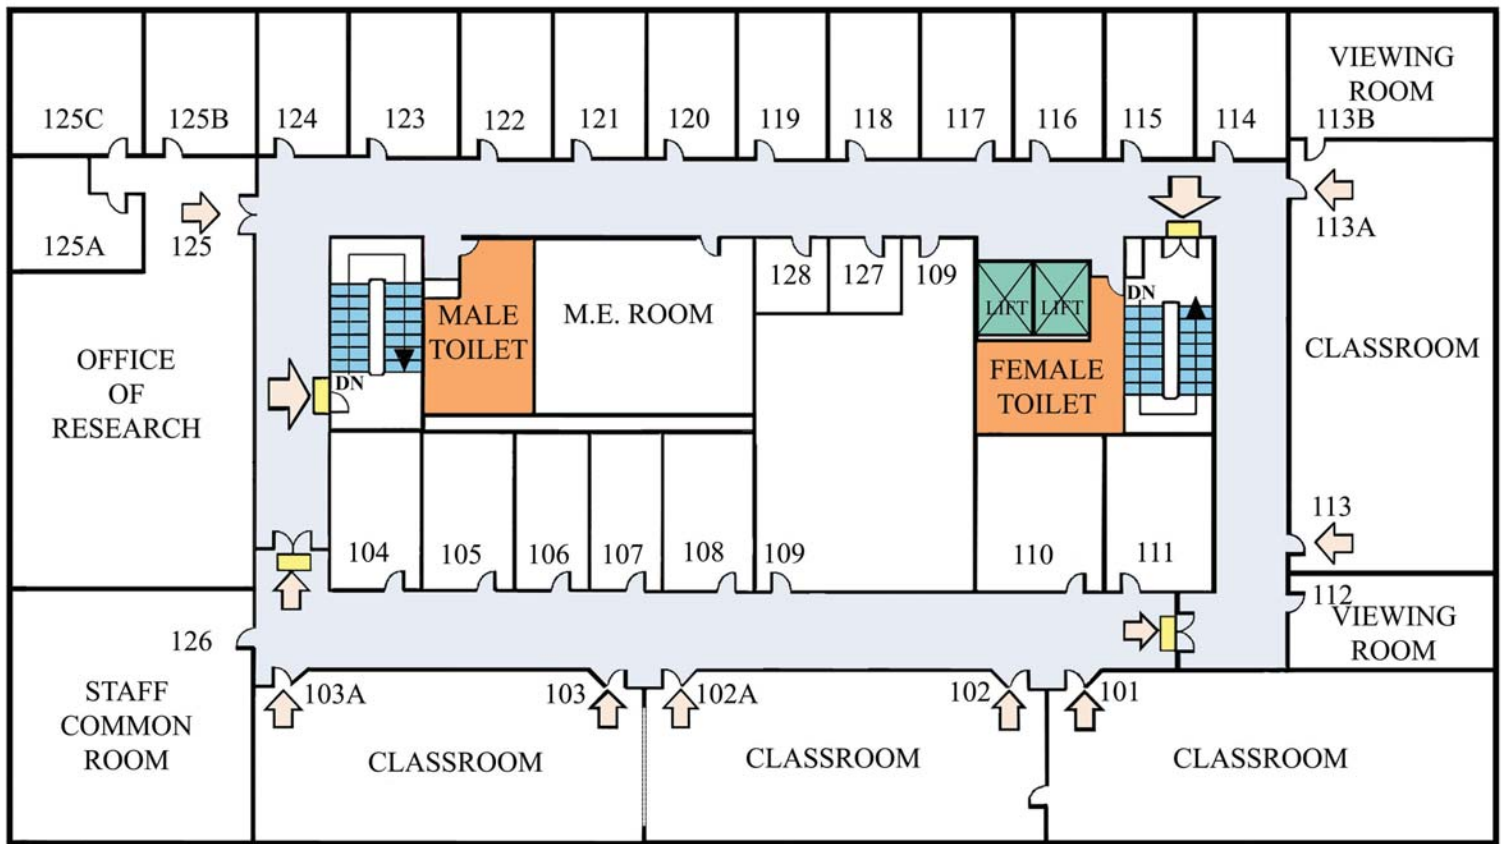 125C
125B
124
123
122
121
120
119
118
117
116
115
114
VIEWING
ROOM
113B
125A
125
113A
128
127
109
LIFT
LIFT
DN
MALE
TOILET
M.E. ROOM
OFFICE
OF
RESEARCH
DN
FEMALE
TOILET
CLASSROOM
113
104
105
106
107
108
109
110
111
112
VIEWING
ROOM
126
STAFF
COMMON
ROOM
103A
103
102A
102
101
CLASSROOM
CLASSROOM
CLASSROOM